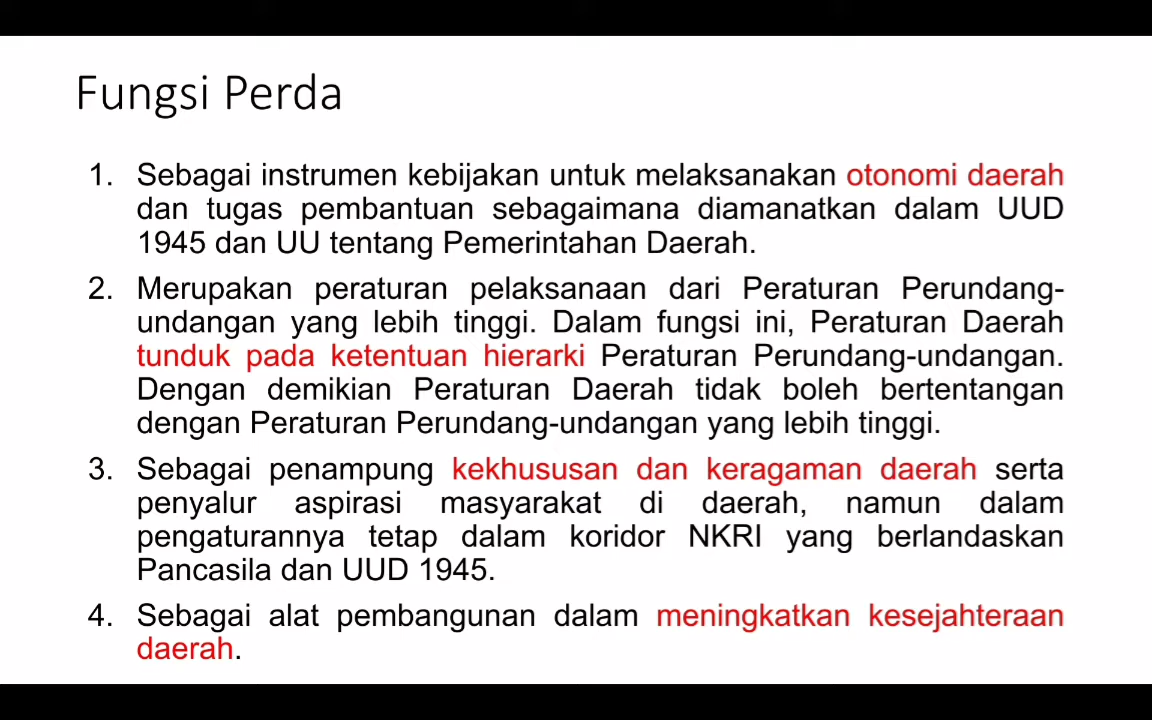 Fungsi Perda
1. Sebagai instrumen kebijakan untuk melaksanakan otonomi daerah
dan tugas pembantuan sebagaimana diamanatkan dalam UUD
1945 dan UU tentang Pemerintahan Daerah.
2. Merupakan peraturan pelaksanaan dari Peraturan Perundang-
undangan yang lebih tinggi. Dalam fungsi ini, Peraturan Daerah
tunduk pada ketentuan hierarki Peraturan Perundang-undangan.
Dengan demikian Peraturan Daerah tidak boleh bertentangan
dengan Peraturan Perundang-undangan yang lebih tinggi.
3. Sebagai penampung kekhususan dan keragaman daerah serta
penyalur aspirasi masyarakat di daerah, namun dalam
pengaturannya tetap dalam koridor NKRI yang berlandaskan
Pancasila dan UUD 1945.
4. Sebagai alat pembangunan dalam meningkatkan kesejahteraan
daerah.